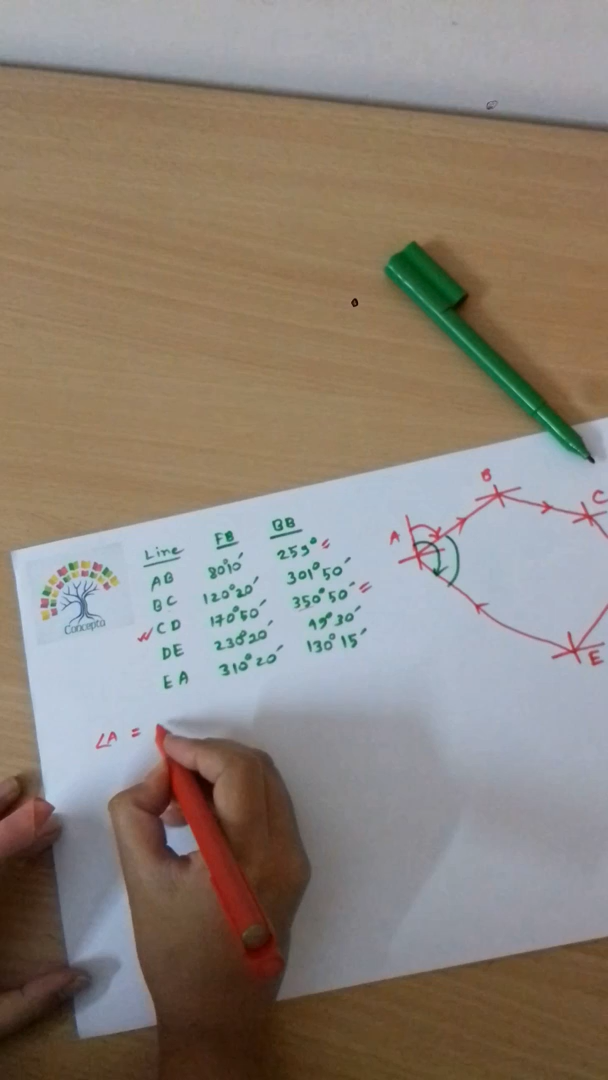 Line FB BB
AB 80°10′ 259°
BC 120°20′ 301°50′
CD 170°50′ 350°50′
DE 230°20′ 49°30′
EA 310°20′ 130°15′
B
C
A
E
Concepta
∠A =